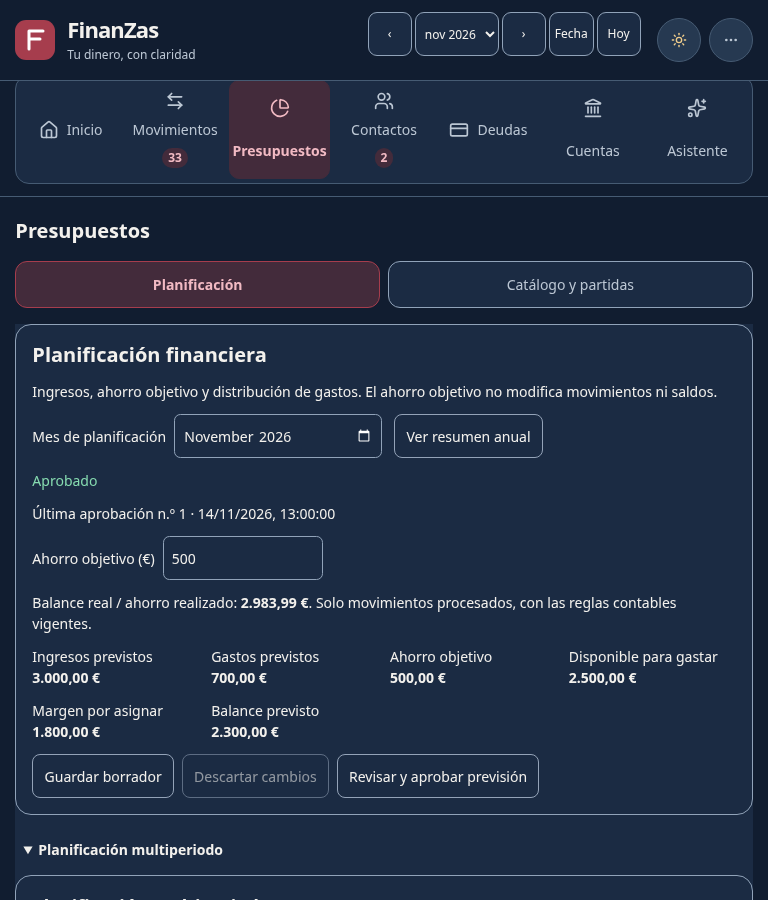 FinanZas
Tu dinero, con claridad
‹
nov 2026
›
Fecha
Hoy
Inicio
Movimientos
33
Presupuestos
Contactos
2
Deudas
Cuentas
Asistente
Presupuestos
Planificación
Catálogo y partidas
Planificación financiera
Ingresos, ahorro objetivo y distribución de gastos. El ahorro objetivo no modifica movimientos ni saldos.
Mes de planificación
November 2026
Ver resumen anual
Aprobado
Última aprobación n.º 1 · 14/11/2026, 13:00:00
Ahorro objetivo (€)
500
Balance real / ahorro realizado: 2.983,99 €. Solo movimientos procesados, con las reglas contables
vigentes.
Ingresos previstos
3.000,00 €
Gastos previstos
700,00 €
Ahorro objetivo
500,00 €
Disponible para gastar
2.500,00 €
Margen por asignar
1.800,00 €
Balance previsto
2.300,00 €
Guardar borrador
Descartar cambios
Revisar y aprobar previsión
▼ Planificación multiperiodo